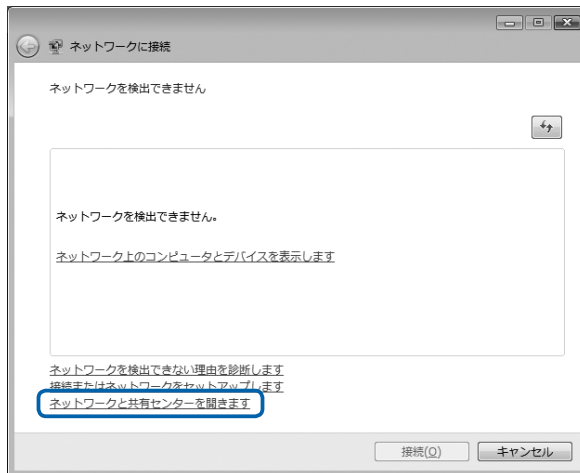 ネットワークに接続
ネットワークを検出できません
ネットワークを検出できません。
ネットワーク上のコンピュータとデバイスを表示します
ネットワークを検出できない理由を診断します
接続またはネットワークをセットアップします
ネットワークと共有センターを開きます
接続(O)
キャンセル